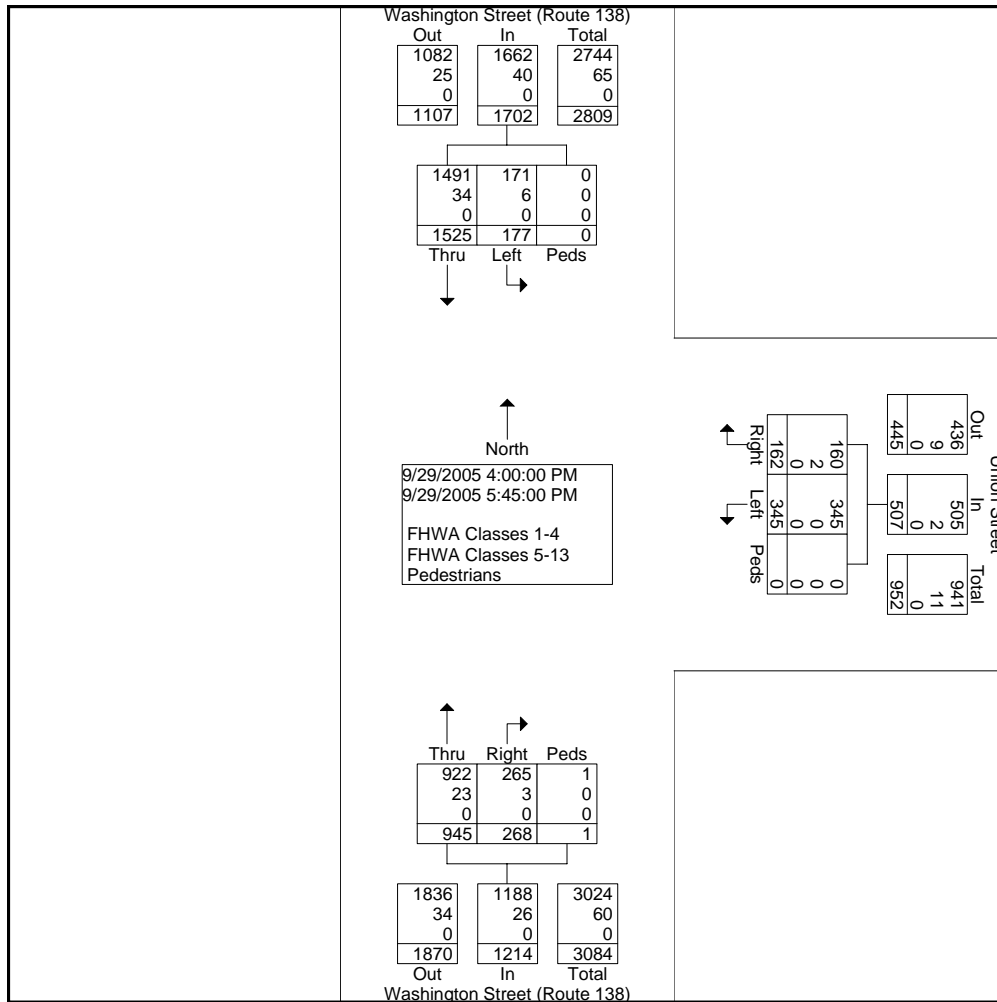 Washington Street (Route 138)
Out In Total
1082 1662 2744
25 40 65
0 0 0
1107 1702 2809
1491 171 0
34 6 0
0 0 0
1525 177 0
Thru Left Peds
North
9/29/2005 4:00:00 PM
9/29/2005 5:45:00 PM
FHWA Classes 1-4
FHWA Classes 5-13
Pedestrians
Union Street
Out In Total
436 505 941
9 2 11
0 0 0
445 507 952
160 345 0
2 0 0
0 0 0
162 345 0
Right Left Peds
Thru Right Peds
922 265 1
23 3 0
0 0 0
945 268 1
1836 1188 3024
34 26 60
0 0 0
1870 1214 3084
Out In Total
Washington Street (Route 138)